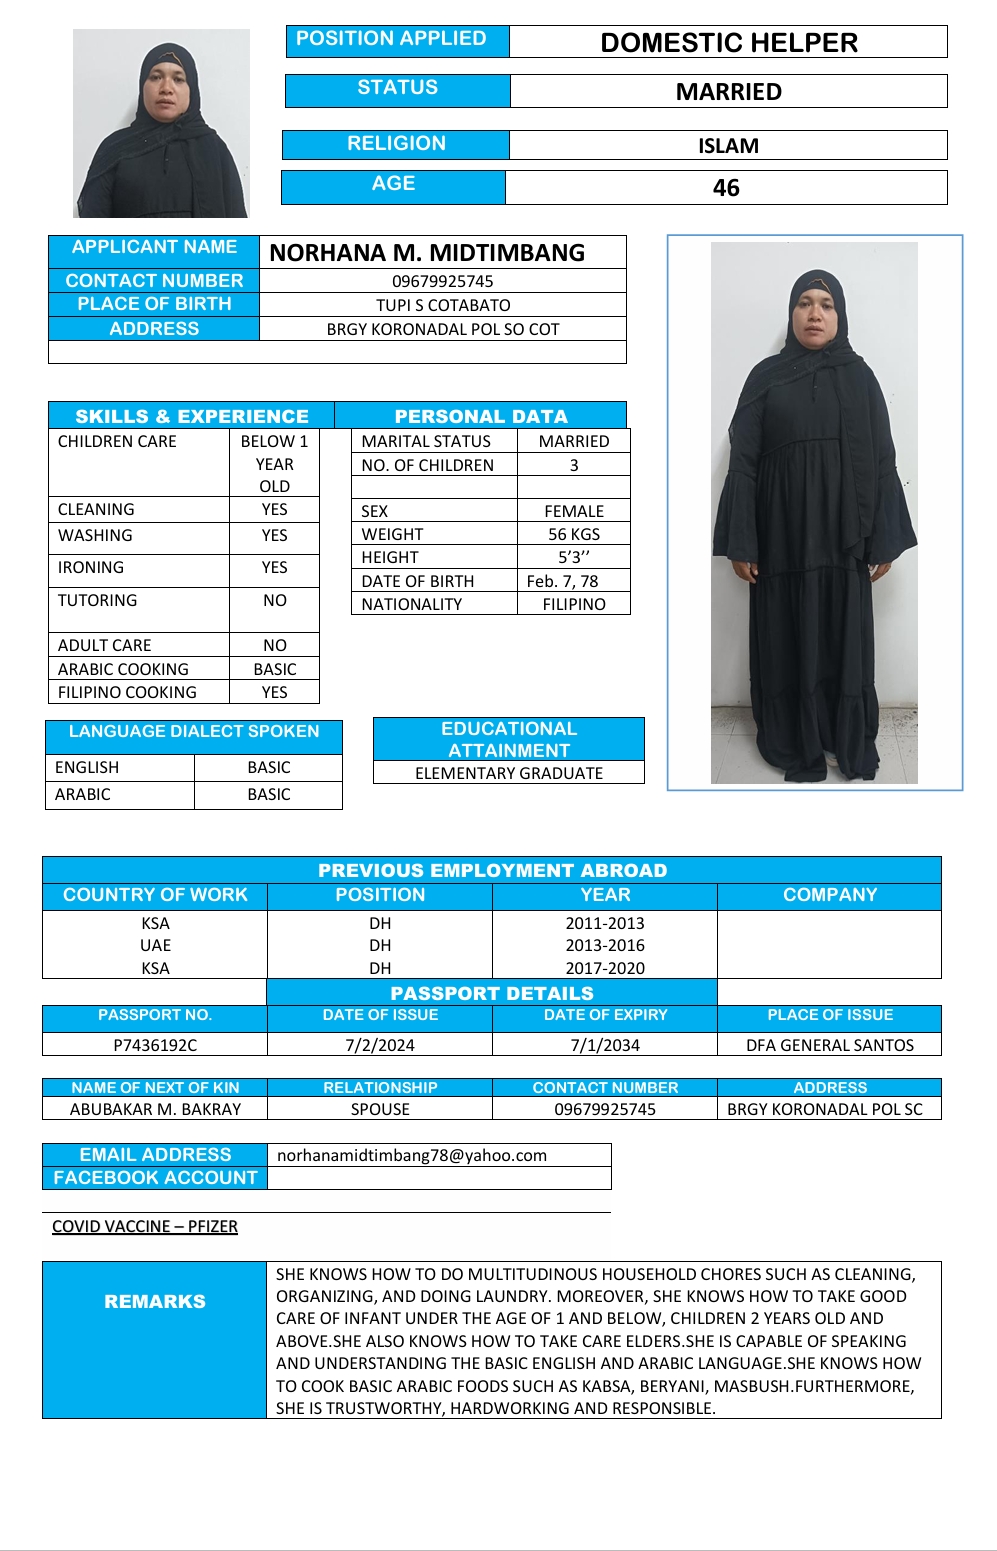 POSITION APPLIED DOMESTIC HELPER
STATUS MARRIED
RELIGION ISLAM
AGE 46
APPLICANT NAME NORHANA M. MIDTIMBANG
CONTACT NUMBER 09679925745
PLACE OF BIRTH TUPI S COTABATO
ADDRESS BRGY KORONADAL POL SO COT
SKILLS & EXPERIENCE PERSONAL DATA
CHILDREN CARE BELOW 1
YEAR
OLD
CLEANING YES
WASHING YES
IRONING YES
TUTORING NO
ADULT CARE NO
ARABIC COOKING BASIC
FILIPINO COOKING YES
MARITAL STATUS MARRIED
NO. OF CHILDREN 3
SEX FEMALE
WEIGHT 56 KGS
HEIGHT 5’3’’
DATE OF BIRTH Feb. 7, 78
NATIONALITY FILIPINO
LANGUAGE DIALECT SPOKEN
ENGLISH BASIC
ARABIC BASIC
EDUCATIONAL
ATTAINMENT
ELEMENTARY GRADUATE
PREVIOUS EMPLOYMENT ABROAD
COUNTRY OF WORK POSITION YEAR COMPANY
KSA DH 2011-2013
UAE DH 2013-2016
KSA DH 2017-2020
PASSPORT DETAILS
PASSPORT NO. DATE OF ISSUE DATE OF EXPIRY PLACE OF ISSUE
P7436192C 7/2/2024 7/1/2034 DFA GENERAL SANTOS
NAME OF NEXT OF KIN RELATIONSHIP CONTACT NUMBER ADDRESS
ABUBAKAR M. BAKRAY SPOUSE 09679925745 BRGY KORONADAL POL SC
EMAIL ADDRESS norhanamidtimbang78@yahoo.com
FACEBOOK ACCOUNT
COVID VACCINE – PFIZER
REMARKS
SHE KNOWS HOW TO DO MULTITUDINOUS HOUSEHOLD CHORES SUCH AS CLEANING,
ORGANIZING, AND DOING LAUNDRY. MOREOVER, SHE KNOWS HOW TO TAKE GOOD
CARE OF INFANT UNDER THE AGE OF 1 AND BELOW, CHILDREN 2 YEARS OLD AND
ABOVE.SHE ALSO KNOWS HOW TO TAKE CARE ELDERS.SHE IS CAPABLE OF SPEAKING
AND UNDERSTANDING THE BASIC ENGLISH AND ARABIC LANGUAGE.SHE KNOWS HOW
TO COOK BASIC ARABIC FOODS SUCH AS KABSA, BERYANI, MASBUSH.FURTHERMORE,
SHE IS TRUSTWORTHY, HARDWORKING AND RESPONSIBLE.